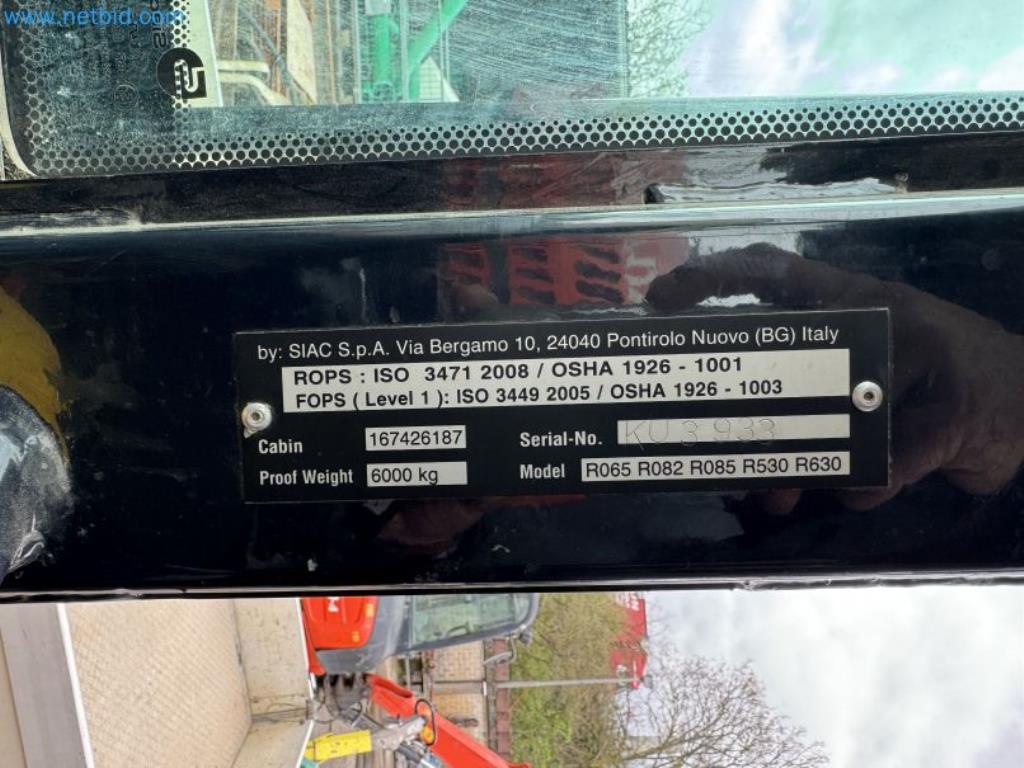 www.netbid.com
by: SIAC S.p.A. Via Bergamo 10, 24040 Pontirolo Nuovo (BG) Italy
ROPS : ISO 3471 2008 / OSHA 1926 - 1001
FOPS ( Level 1 ): ISO 3449 2005 / OSHA 1926 - 1003
Cabin 167426187 Serial-No. KU3933
Proof Weight 6000 kg Model R065 R082 R085 R530 R630